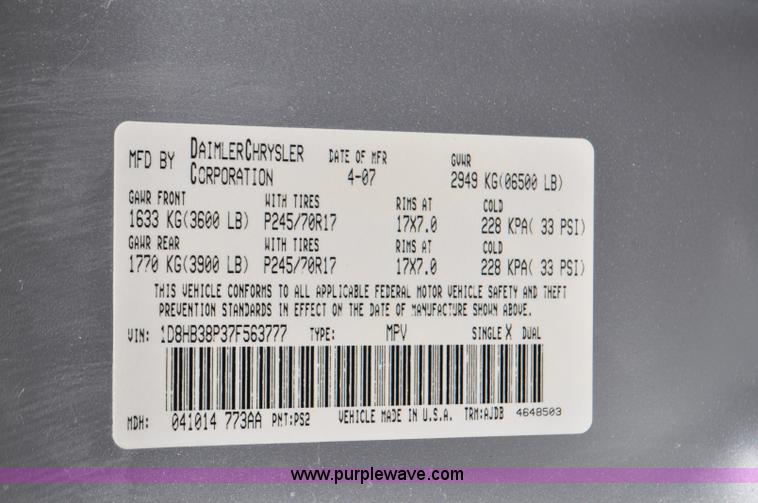 MFD BY DAIMLERCHRYSLER CORPORATION DATE OF MFR 4-07 GVWR 2949 KG(06500 LB)
GAWR FRONT WITH TIRES RIMS AT COLD
1633 KG(3600 LB) P245/70R17 17X7.0 228 KPA( 33 PSI)
GAWR REAR WITH TIRES RIMS AT COLD
1770 KG(3900 LB) P245/70R17 17X7.0 228 KPA( 33 PSI)
THIS VEHICLE CONFORMS TO ALL APPLICABLE FEDERAL MOTOR VEHICLE SAFETY AND THEFT
PREVENTION STANDARDS IN EFFECT ON THE DATE OF MANUFACTURE SHOWN ABOVE.
VIN: 1D8HB38P37F563777 TYPE: MPV SINGLE X DUAL
MDH: 041014 773AA PNT:PS2 VEHICLE MADE IN U.S.A. TRM:AJDB 4648503
www.purplewave.com